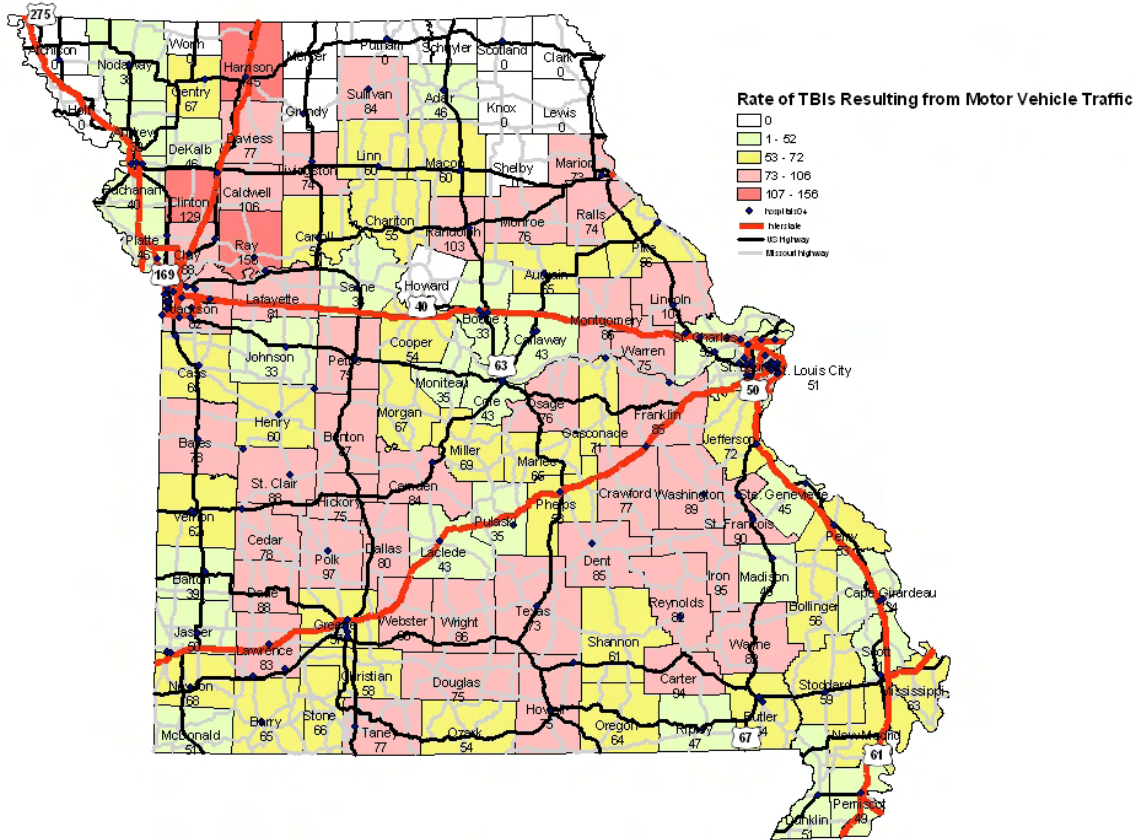 275
Worth
0
Putnam
0
Schuyler
Scotland
0
Clark
0
Nodaway
Harrison
Gentry
67
Sullivan
84
Adair
46
Knox
0
Lewis
0
Grundy
0
DeKalb
46
Daviess
77
Linn
60
Macon
60
Shelby
Marion
73
Livingston
74
Buchanan
40
Clinton
129
Caldwell
106
Chariton
55
Randolph
103
Monroe
76
Ralls
74
Platte
46
Clay
Ray
Carroll
Pike
Audrain
65
169
Howard
Saline
Lafayette
81
40
Lincoln
Jackson
82
Boone
33
Callaway
43
Montgomery
86
St. Charles
Cooper
54
Johnson
33
Pettis
Warren
75
St. Louis City
51
63
50
Cass
Moniteau
35
Cole
43
Osage
76
Morgan
67
Franklin
85
Henry
60
Gasconade
71
Jefferson
72
Bates
Benton
Miller
69
Maries
65
St. Clair
88
Camden
84
Crawford
77
Washington
89
Ste. Genevieve
45
Hickory
75
Phelps
Vernon
Pulaski
35
St. Francois
90
Perry
Cedar
78
Polk
97
Dallas
80
Laclede
43
Dent
85
Iron
95
Madison
Barton
39
Dade
88
Cape Girardeau
Bollinger
56
Texas
73
Reynolds
Greene
Webster
Wright
86
Jasper
Shannon
61
Wayne
Lawrence
83
Scott
Newton
68
Christian
58
Douglas
75
Carter
94
Stoddard
59
Mississippi
63
Barry
65
Stone
66
Howell
Oregon
64
Ripley
47
Butler
McDonald
51
Taney
77
Ozark
54
67
New Madrid
61
Pemiscot
49
Dunklin
51
Rate of TBIs Resulting from Motor Vehicle Traffic
0
1 - 52
53 - 72
73 - 106
107 - 156
hospitals04
Interstate
US Highway
Missouri highway